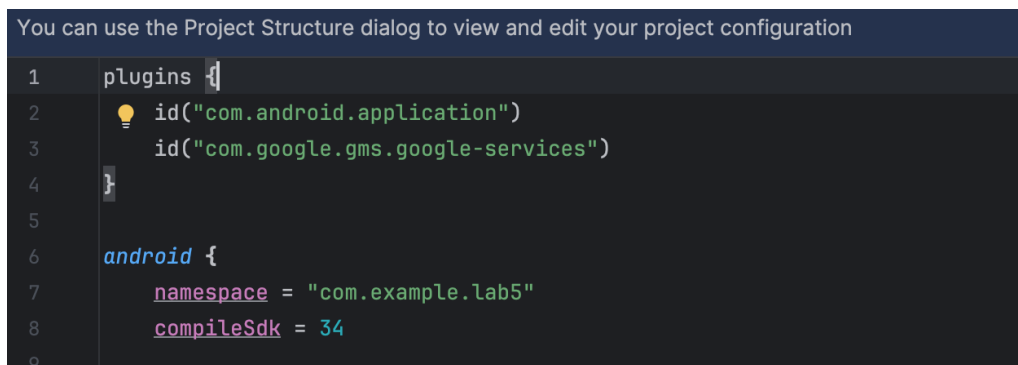 You can use the Project Structure dialog to view and edit your project configuration
1 plugins {
2 id("com.android.application")
3 id("com.google.gms.google-services")
4 }
5
6 android {
7 namespace = "com.example.lab5"
8 compileSdk = 34
9